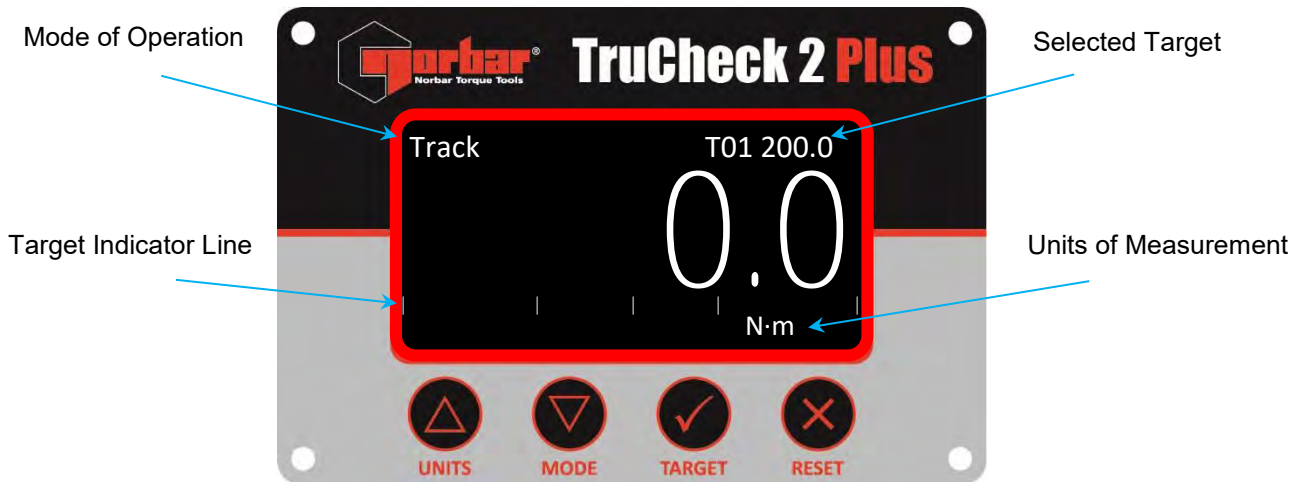 Mode of Operation
Selected Target
Norbar®
Norbar Torque Tools
TruCheck 2 Plus
Track
T01 200.0
0.0
Target Indicator Line
Units of Measurement
N·m
UNITS
MODE
TARGET
RESET